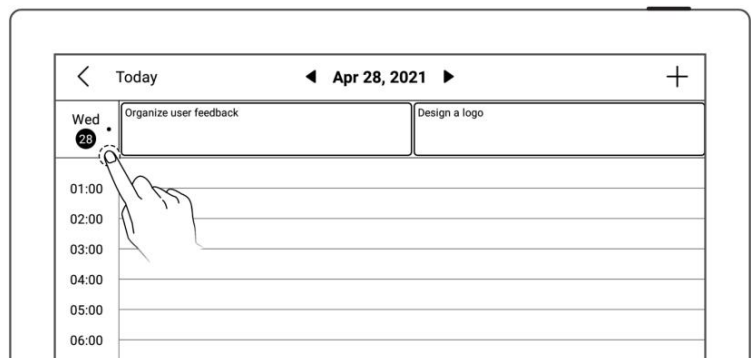 Today
Apr 28, 2021
Wed
28
Organize user feedback
Design a logo
01:00
02:00
03:00
04:00
05:00
06:00